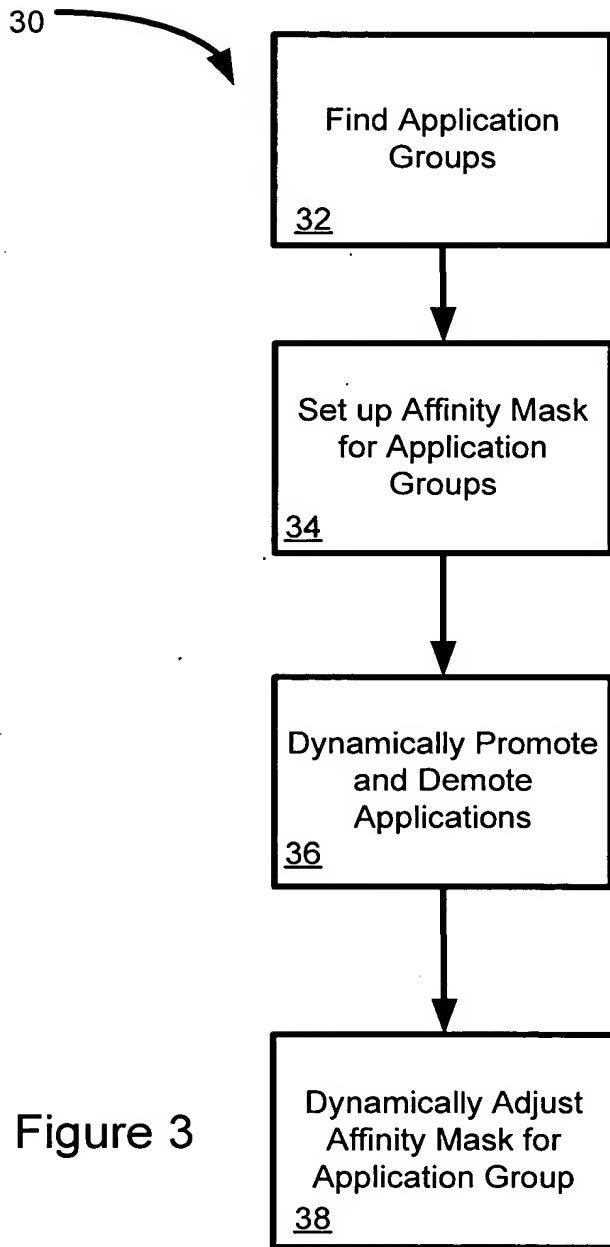 30
Find Application
Groups
32
Set up Affinity Mask
for Application
Groups
34
Dynamically Promote
and Demote
Applications
36
Dynamically Adjust
Affinity Mask for
Application Group
38
Figure 3